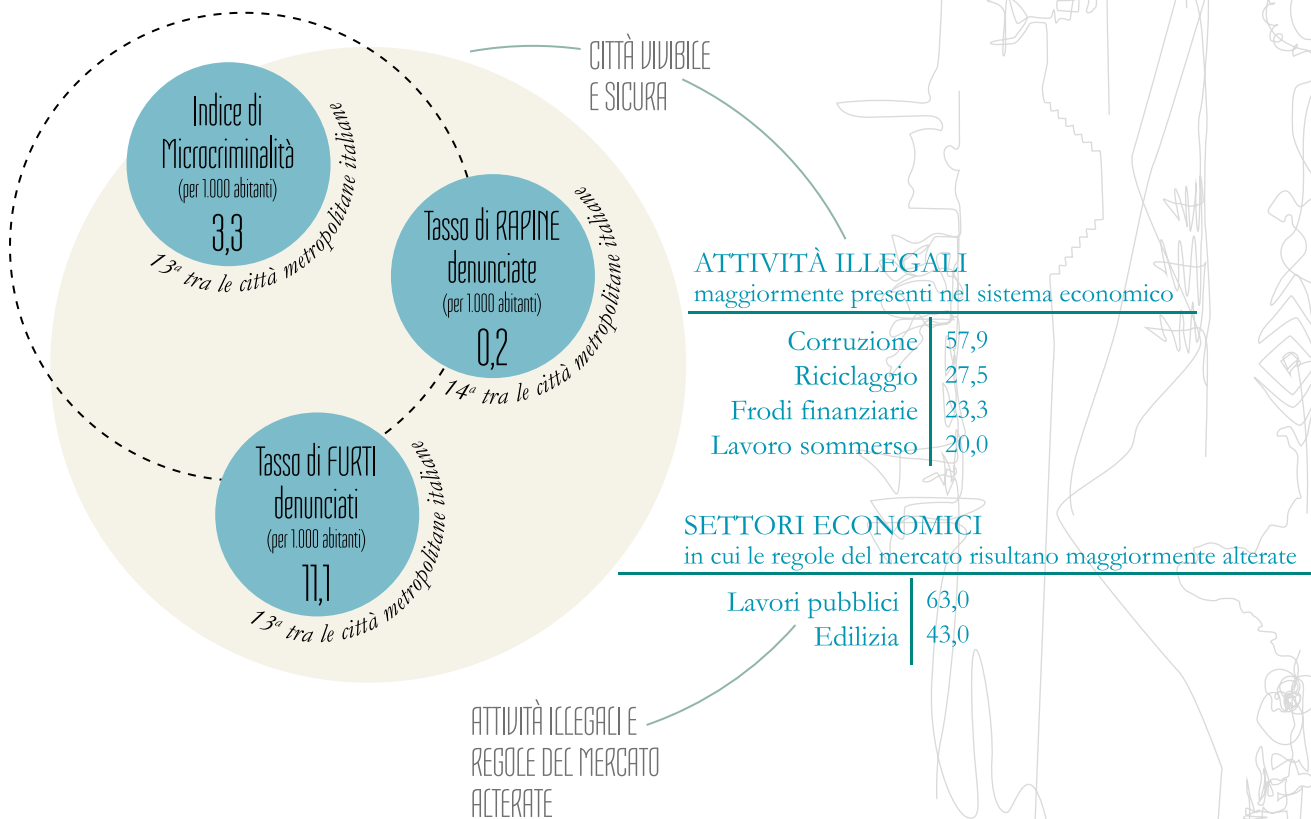 CITTÀ VIVIBILE
E SICURA
Indice di
Microcriminalità
(per 1.000 abitanti)
3,3
13ª tra le città metropolitane italiane
Tasso di RAPINE
denunciate
(per 1.000 abitanti)
0,2
14ª tra le città metropolitane italiane
Tasso di FURTI
denunciati
(per 1.000 abitanti)
11,1
13ª tra le città metropolitane italiane
ATTIVITÀ ILLEGALI
maggiormente presenti nel sistema economico
Corruzione 57,9
Riciclaggio 27,5
Frodi finanziarie 23,3
Lavoro sommerso 20,0
SETTORI ECONOMICI
in cui le regole del mercato risultano maggiormente alterate
Lavori pubblici 63,0
Edilizia 43,0
ATTIVITÀ ILLEGALI E
REGOLE DEL MERCATO
ALTERATE